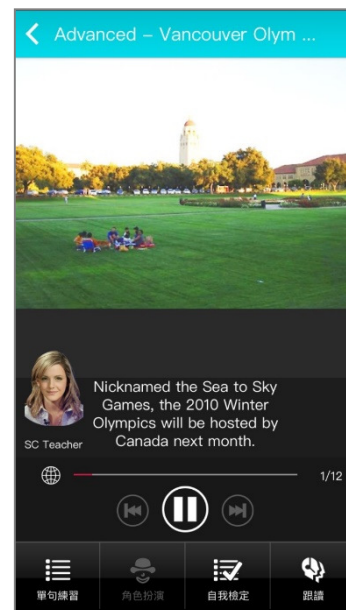 Advanced – Vancouver Olym ...
Nicknamed the Sea to Sky
Games, the 2010 Winter
Olympics will be hosted by
Canada next month.
SC Teacher
1/12
單句練習
角色扮演
自我檢定
跟讀